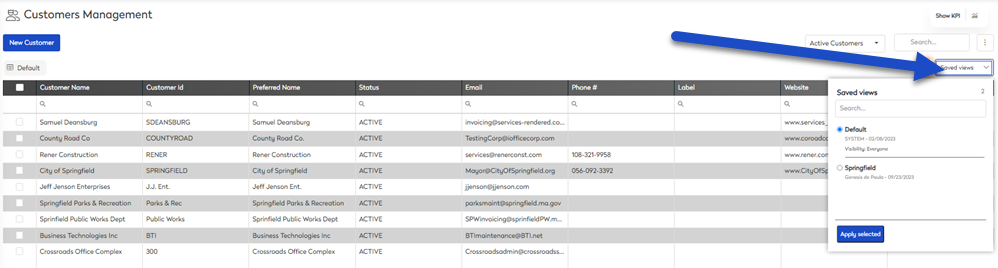 Customers Management
Show KPI
New Customer
Active Customers
Search...
Default
Saved views
Customer Name Customer Id Preferred Name Status Email Phone # Label Website
Samuel Deansburg SDEANSBURG Samuel Deansburg ACTIVE invoicing@services-rendered.co... www.services_
County Road Co COUNTYROAD County Road Co ACTIVE TestingCorp@iofficecorp.com www.coroadco
Rener Construction RENER Rener Construction ACTIVE services@renerconst.com 108-321-9958 www.rener.con
City of Springfield SPRINGFIELD City of Springfield ACTIVE Mayor@CityOfSpringfield.org 056-092-3392 www.CityOfSp
Jeff Jenson Enterprises J.J. Ent. Jeff Jenson Ent. ACTIVE jjenson@jjenson.com
Springfield Parks & Recreation Parks & Rec Springfield Parks & Recreation ACTIVE parksmaint@springfield.ma.gov
Sprinfield Public Works Dept Public Works Sprinfield Public Works Dept ACTIVE SPWinvoicing@sprinfieldPW.m...
Business Technologies Inc BTI Business Technologies Inc ACTIVE BTImaintenance@BTI.net
Crossroads Office Complex 300 Crossroads Office Complex ACTIVE Crossroadsadmin@crossroadss...
Saved views
Search...
Default
SYSTEM - 02/08/2023
Visibility: Everyone
Springfield
Genesis de Paula - 09/23/2023
Apply selected